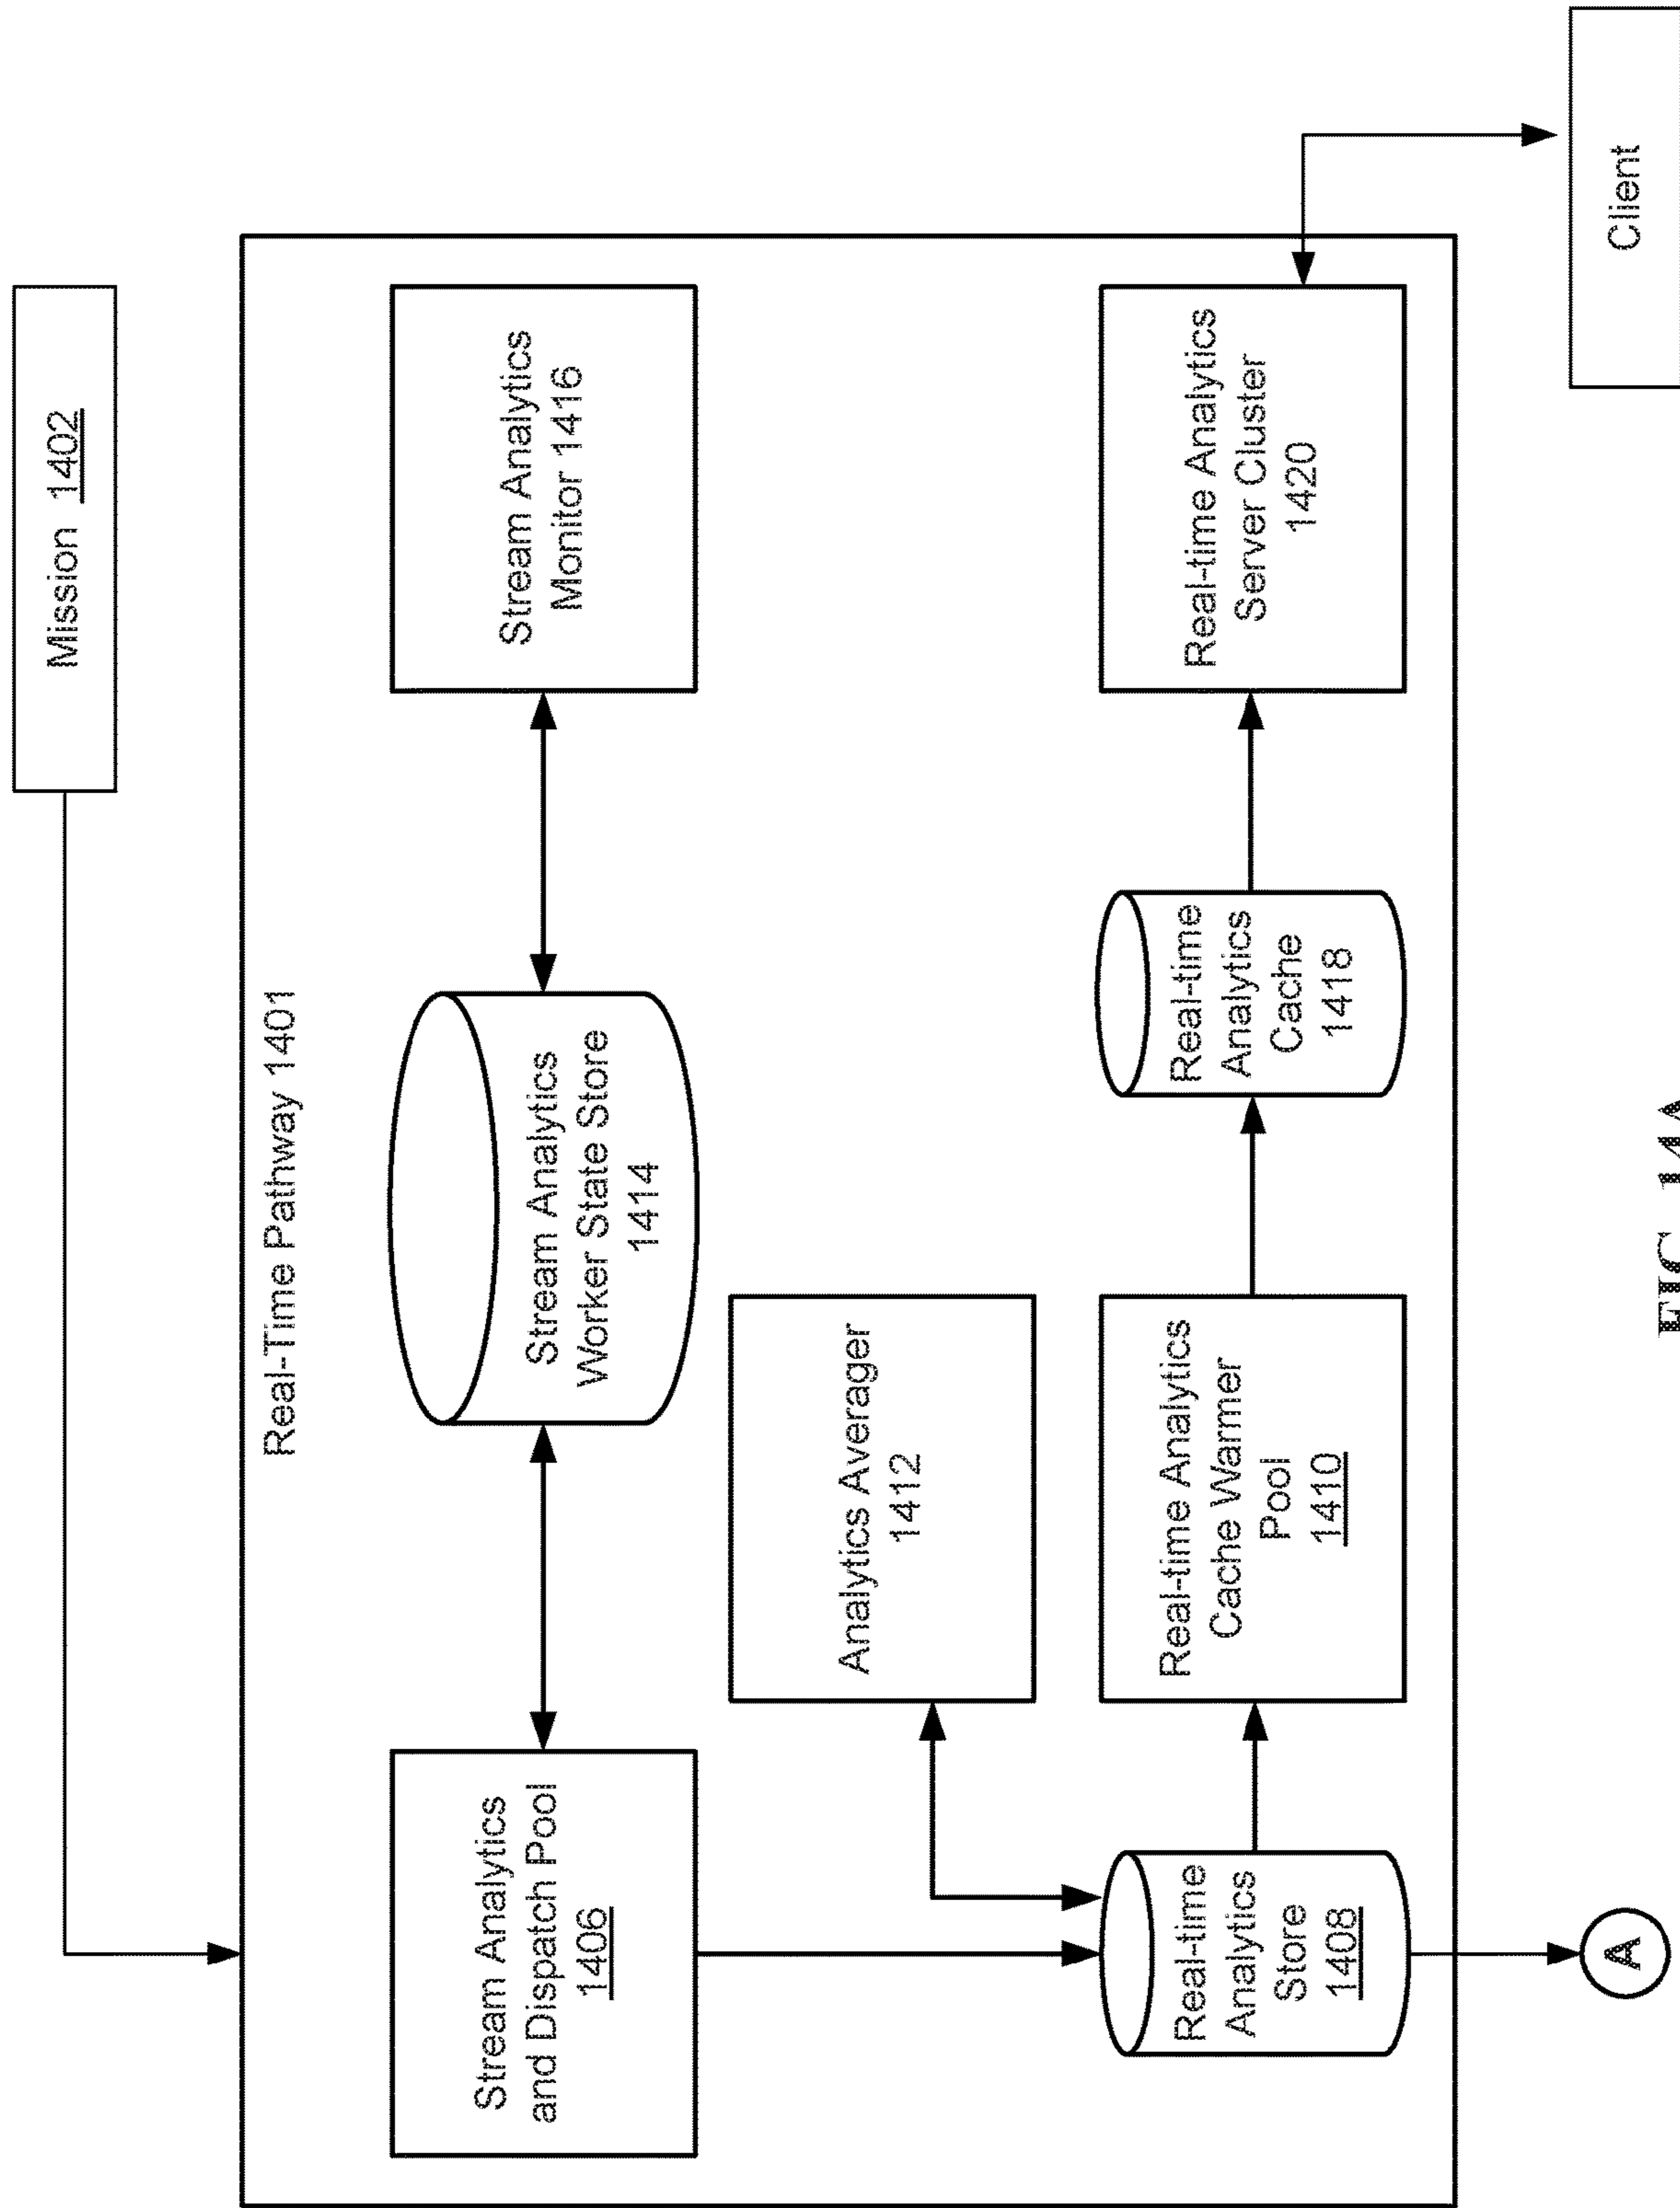 Mission 1402
Real-Time Pathway 1401
Stream Analytics
and Dispatch Pool
1406
Stream Analytics
Worker State Store
1414
Stream Analytics
Monitor 1416
Analytics Averager
1412
Real-time
Analytics
Store
1408
Real-time Analytics
Cache Warmer
Pool
1410
Real-time
Analytics
Cache
1418
Real-time Analytics
Server Cluster
1420
A
Client
FIG. 14A